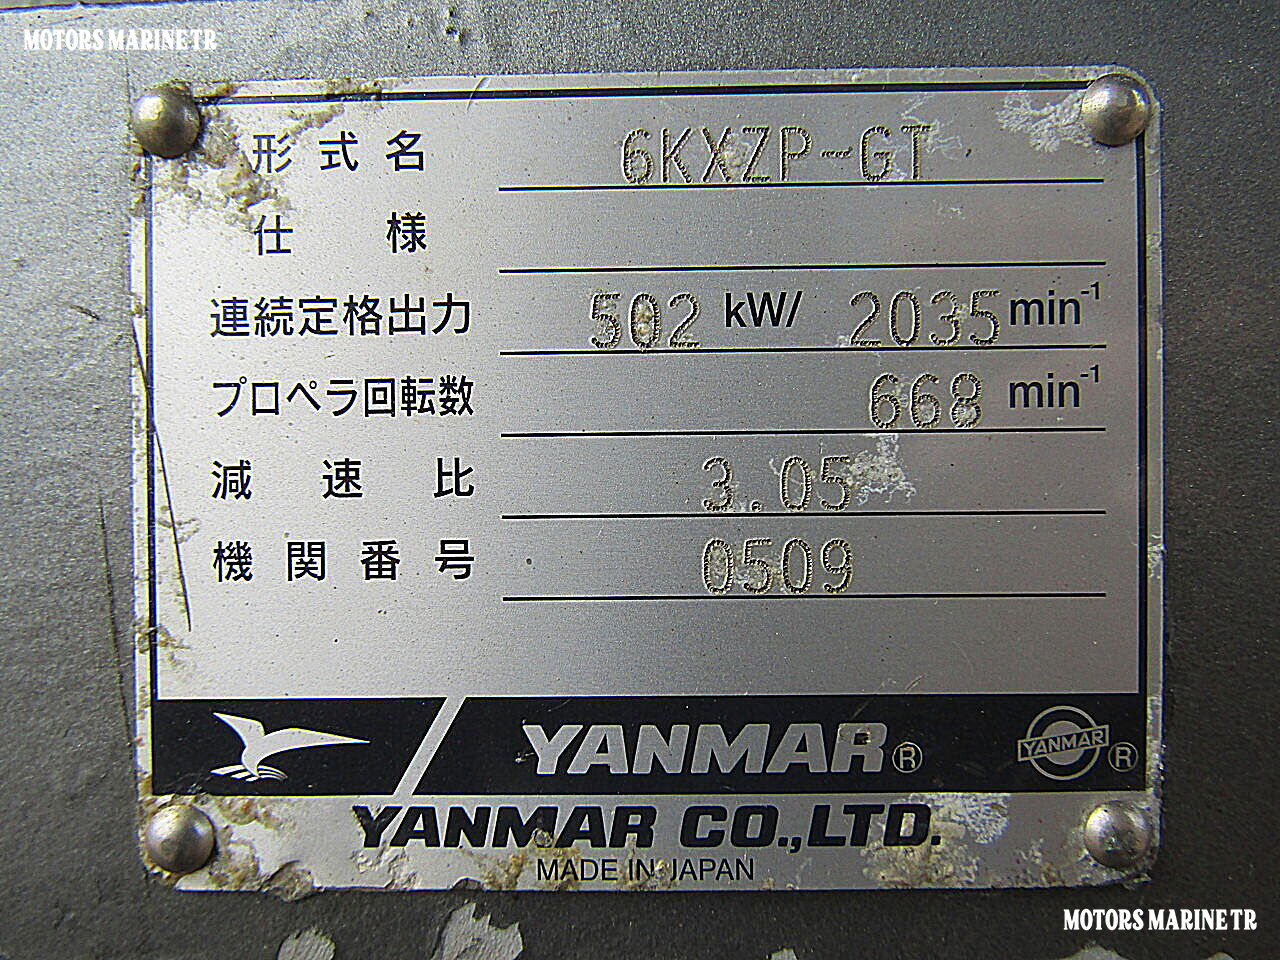 MOTORS MARINE TR
形式名 6KXZP-GT
仕様
連続定格出力 502 kW/ 2035 min⁻¹
プロペラ回転数 668 min⁻¹
減速比 3.05
機関番号 0509
YANMAR® YANMAR®
YANMAR CO.,LTD.
MADE IN JAPAN
MOTORS MARINE TR